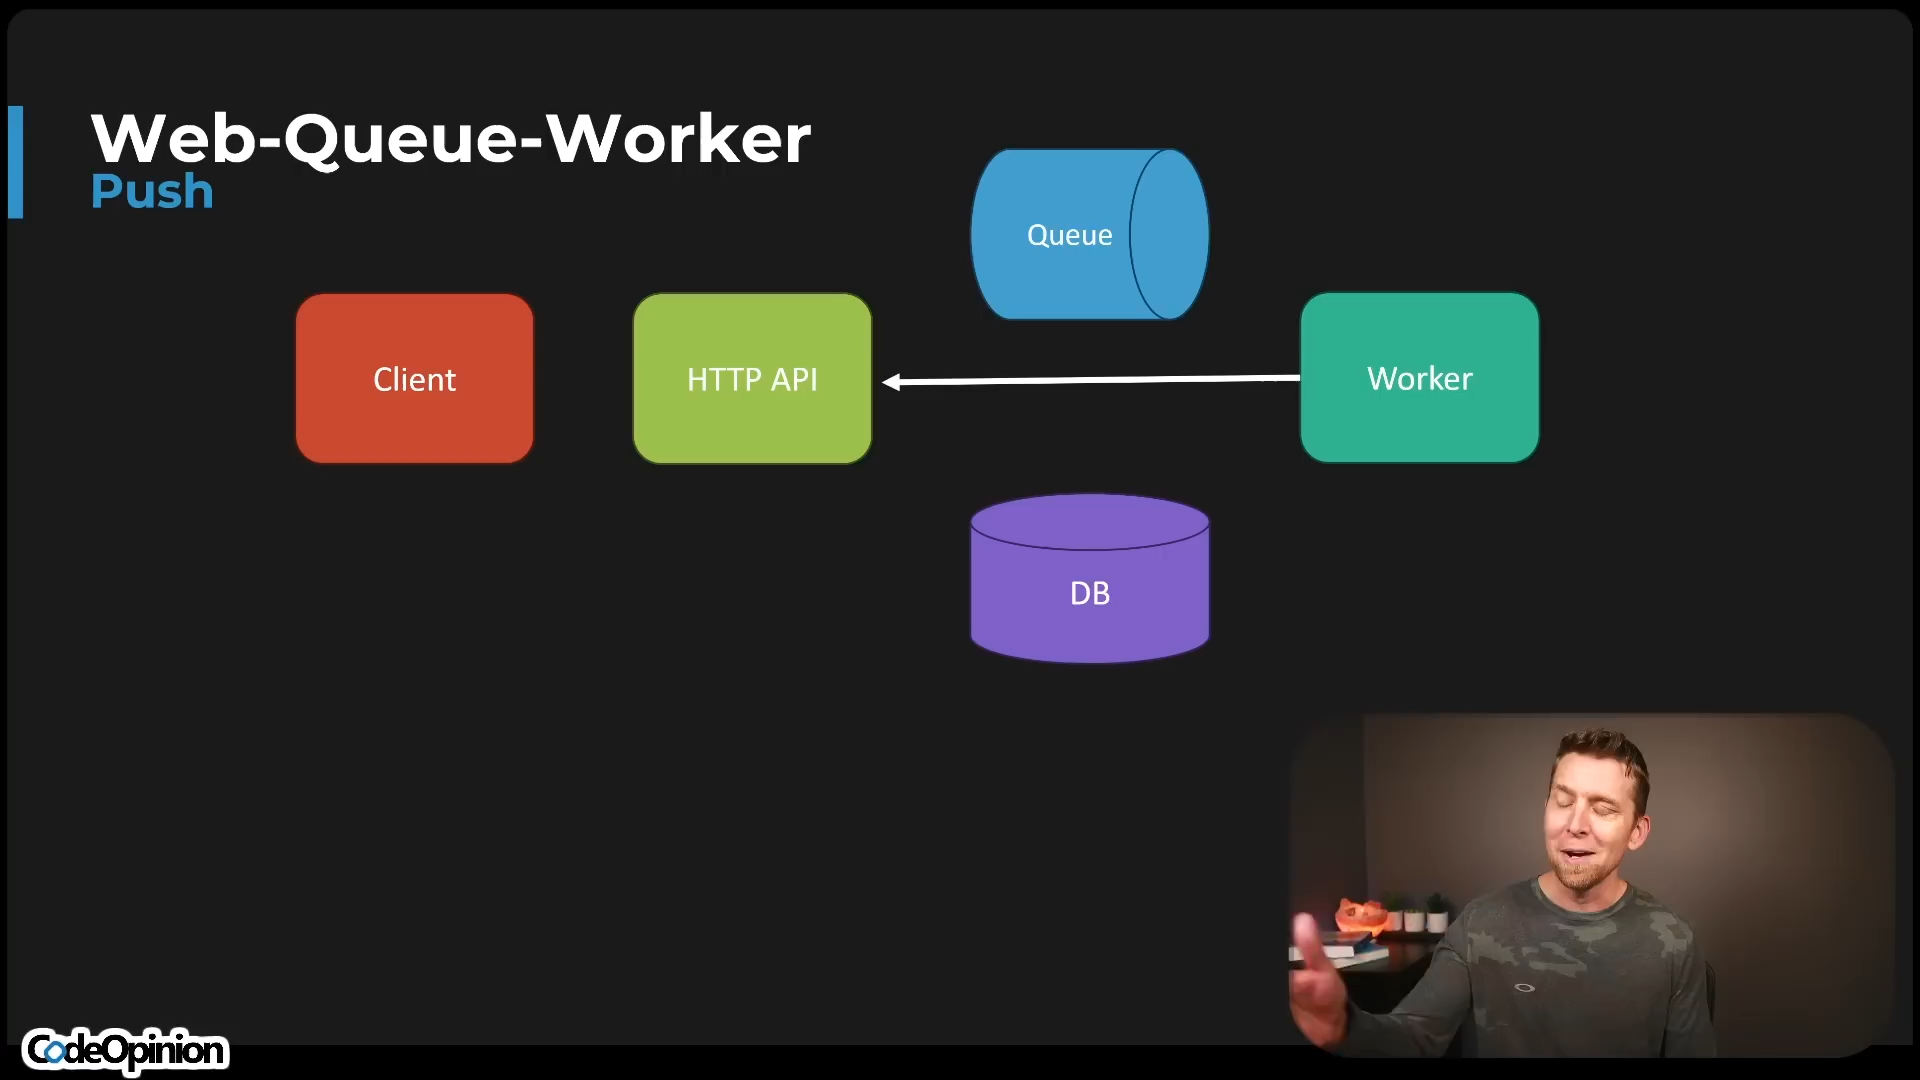 Web-Queue-Worker
Push
Queue
Client
HTTP API
Worker
DB
CodeOpinion